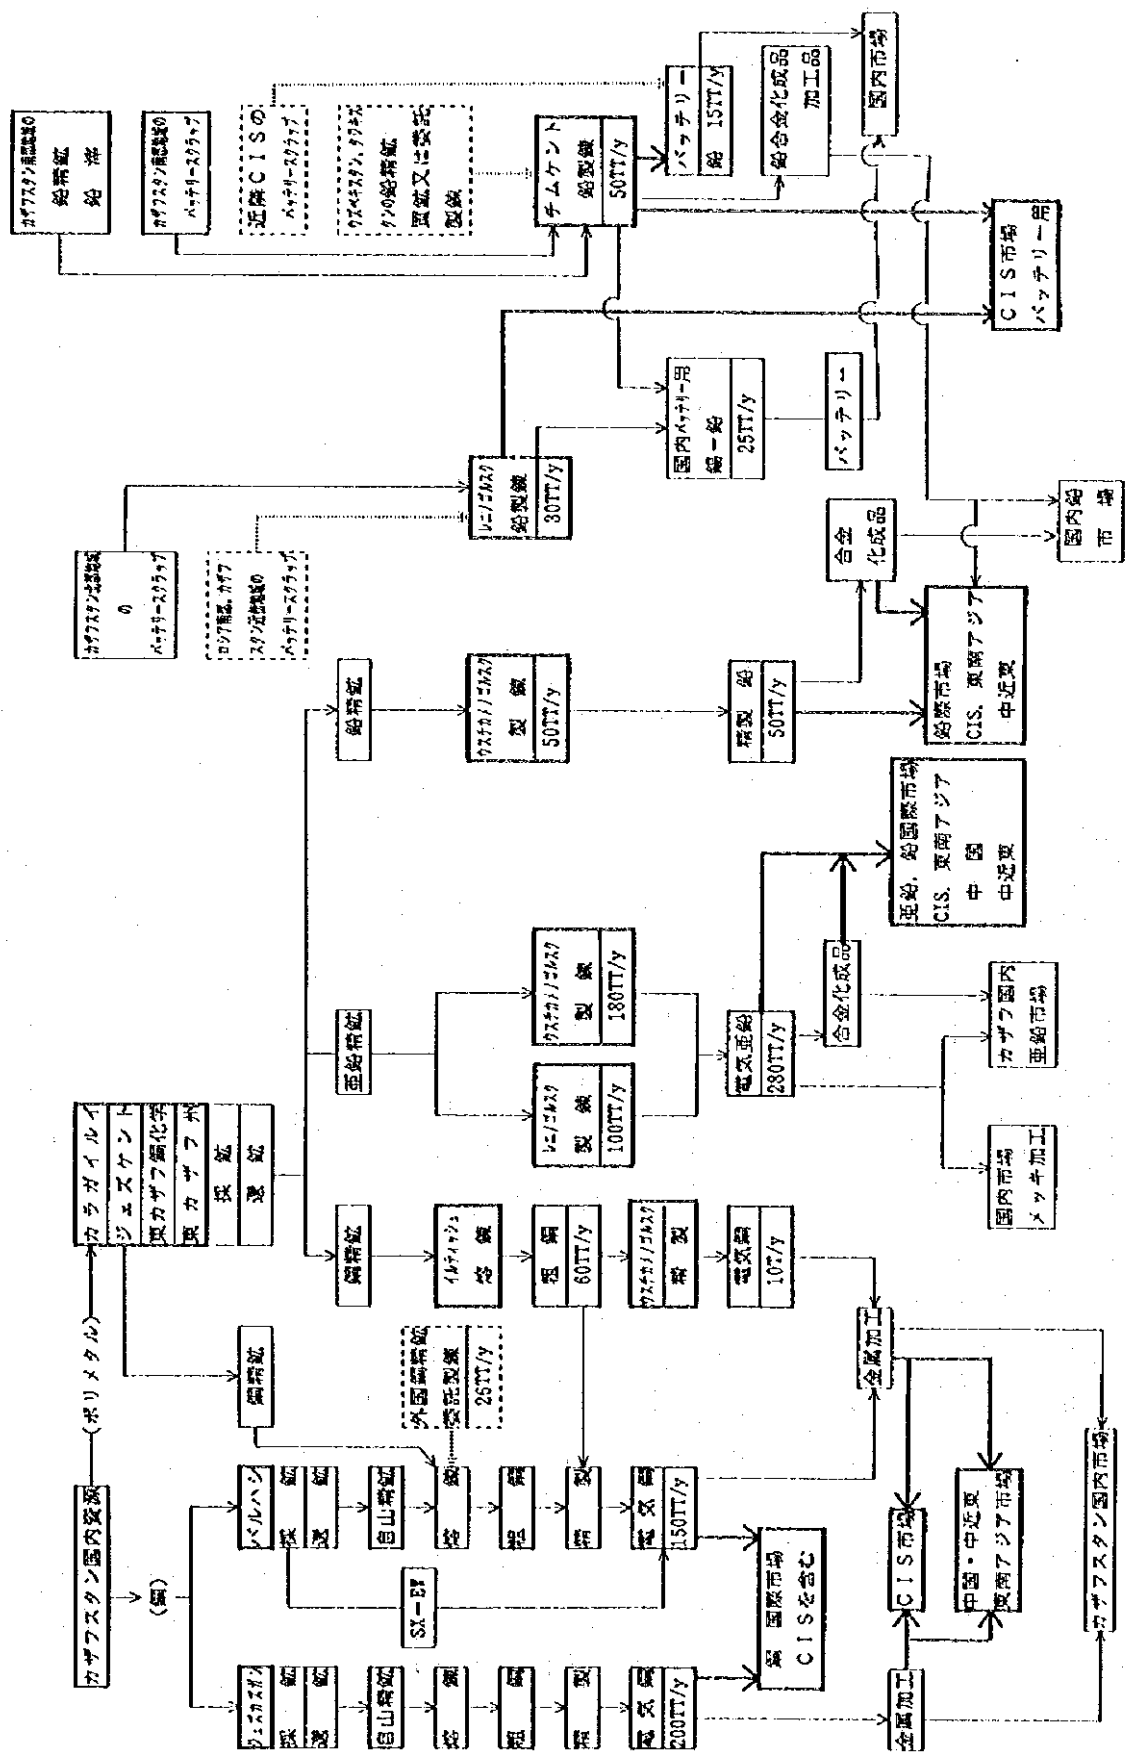 カザフスタン国内資源
(ポリメタル)
(銅)
カラガイルイ
ジェズケント
東カザフ銅化学
東カザフ州
採鉱
選鉱
ジェズカズガン
採鉱
選鉱
自山精鉱
熔錬
粗銅
精製
電気銅
200TT/y
バルハシ
採鉱
選鉱
自山精鉱
熔錬
粗銅
精製
電気銅
150TT/y
SX-EW
銅精鉱
外国銅精鉱
委託製錬
26TT/y
銅 国際市場
CISを含む
金属加工
CIS市場
中国・中近東
東南アジア市場
カザフスタン国内市場
銅精鉱
イルティッシュ
熔錬
粗銅
60TT/y
ウスチカメノゴルスク
精製
電気銅
10T/y
金属加工
亜鉛精鉱
レニノゴルスク
製錬
100TT/y
ウスチカメノゴルスク
製錬
180TT/y
電気亜鉛
280TT/y
合金化成品
国内市場
メッキ加工
カザフ国内
亜鉛市場
亜鉛、鉛国際市場
CIS、東南アジア
中国
中近東
鉛精鉱
ウスチカメノゴルスク
製錬
50TT/y
精製鉛
50TT/y
合金
化成品
鉛際市場
CIS、東南アジア
中近東
国内鉛
市場
カザフスタン北部地域
の
バッテリースクラップ
ロシア南部、カザフ
スタン近傍地域の
バッテリースクラップ
レニノゴルスク
鉛製錬
30TT/y
国内バッテリー用
錫-鉛
25TT/y
バッテリー
カザフスタン南部地域の
鉛精鉱
鉛滓
カザフスタン南部地域の
バッテリースクラップ
近隣CISの
バッテリースクラップ
ウズベキスタン、タジキス
タンの鉛精鉱
買鉱又は委託
製錬
チムケント
鉛製錬
50TT/y
バッテリー
鉛 15TT/y
鉛合金化成品
加工品
国内市場
CIS市場
バッテリー用